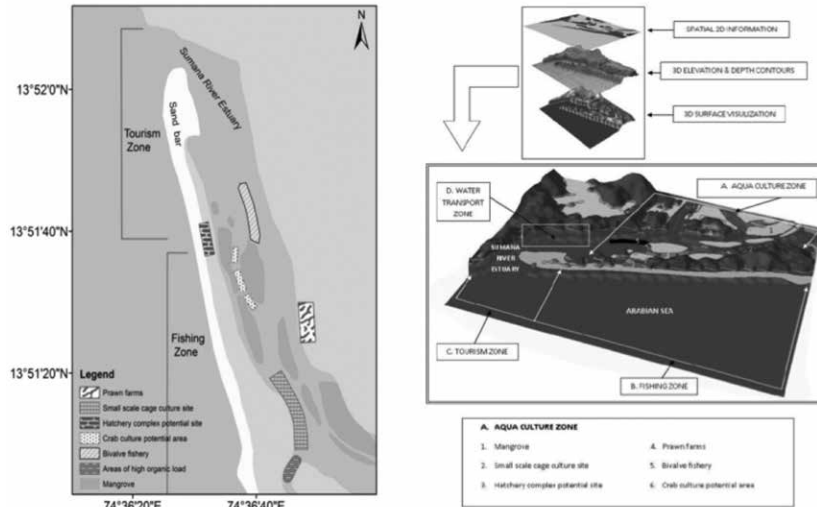 N
13°52'0"N
13°51'40"N
13°51'20"N
Tourism
Zone
Sumana River Estuary
Sand bar
Fishing
Zone
Legend
Prawn farms
Small scale cage culture site
Hatchery complex potential site
Crab culture potential area
Bivalve fishery
Areas of high organic load
Mangrove
74°36'20"E
74°36'40"E
SPATIAL 2D INFORMATION
3D ELEVATION & DEPTH CONTOURS
3D SURFACE VISULIZATION
D. WATER
TRANSPORT
ZONE
A. AQUA CULTURE ZONE
SUMANA
RIVER
ESTUARY
1
ARABIAN SEA
C. TOURISM ZONE
B. FISHING ZONE
A. AQUA CULTURE ZONE
1. Mangrove
2. Small scale cage culture site
3. Hatchery complex potential site
4. Prawn farms
5. Bivalve fishery
6. Crab culture potential area